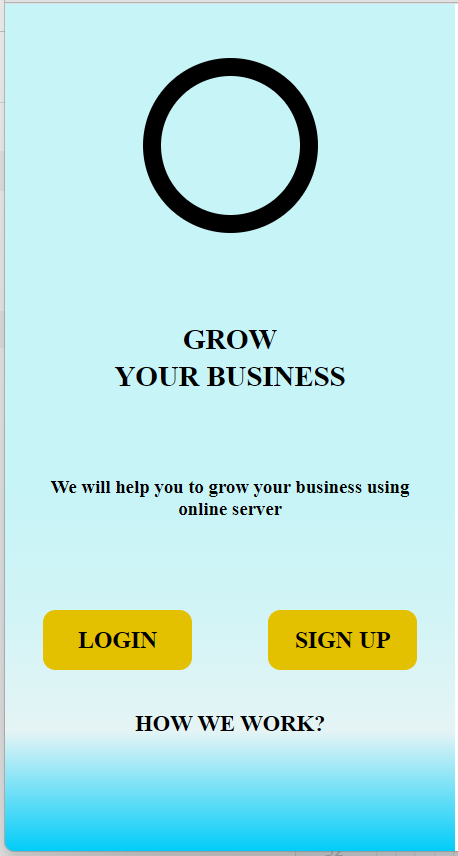 GROW
YOUR BUSINESS
We will help you to grow your business using
online server
LOGIN
SIGN UP
HOW WE WORK?